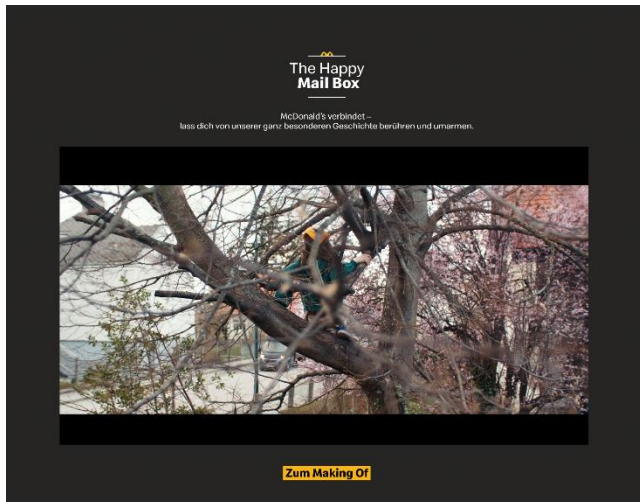 The Happy
Mail Box
McDonald's verbindet –
lass dich von unserer ganz besonderen Geschichte berühren und umarmen.
Zum Making Of